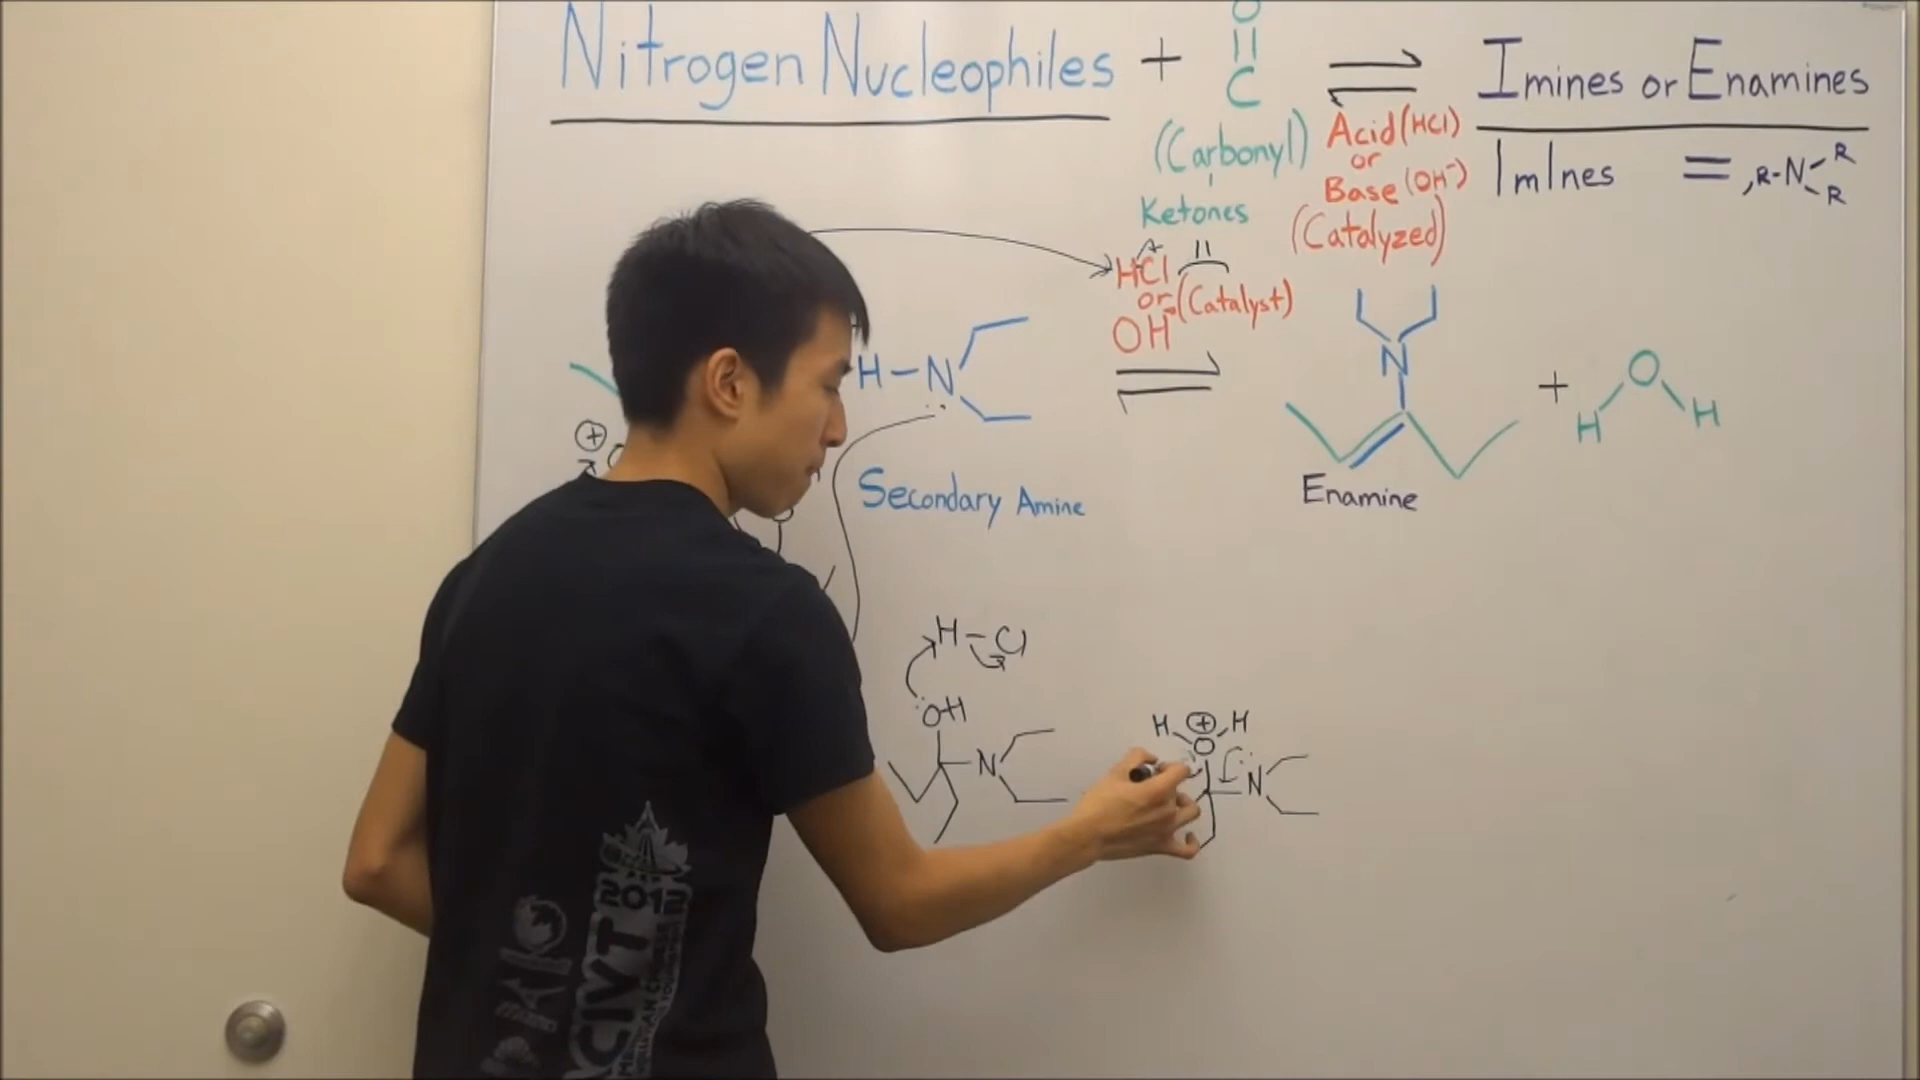 Nitrogen Nucleophiles + O
C
⇌ Imines or Enamines
(Carbonyl)
Ketones
Acid (HCl)
or
Base (OH⁻)
(Catalyzed)
ImInes = , R-N R
R
HCl
or (Catalyst)
OH⁻
H-N
⇌
N
+ O
H H
Secondary Amine
Enamine
H-Cl
OH
N
H ⊕ H
O
N
2012
CIYT